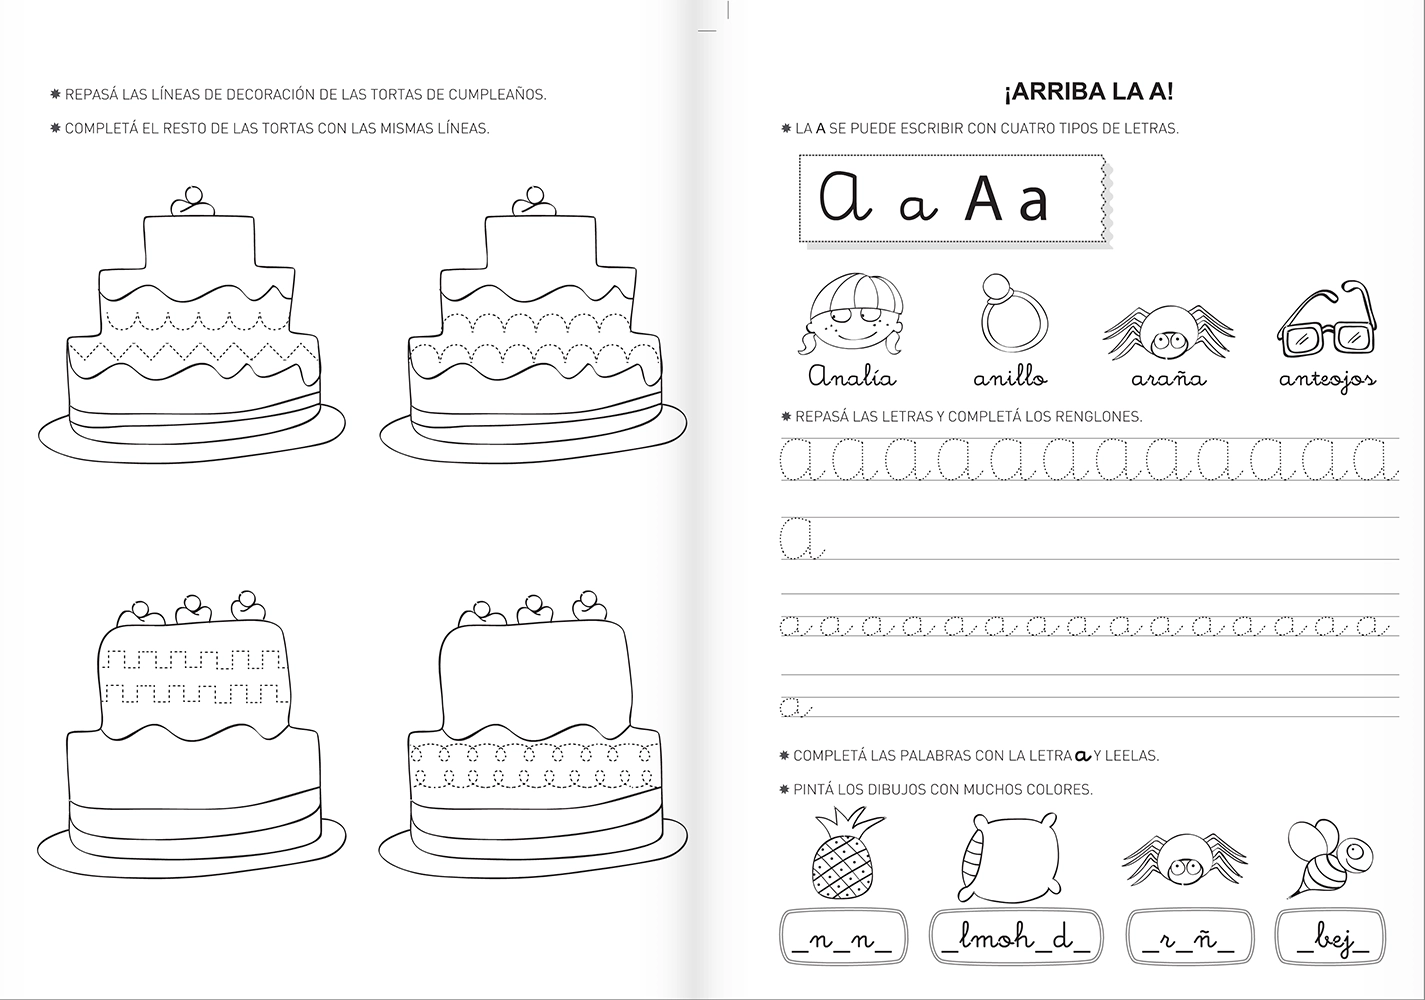 ✸ REPASÁ LAS LÍNEAS DE DECORACIÓN DE LAS TORTAS DE CUMPLEAÑOS.
✸ COMPLETÁ EL RESTO DE LAS TORTAS CON LAS MISMAS LÍNEAS.
¡ARRIBA LA A!
✸ LA A SE PUEDE ESCRIBIR CON CUATRO TIPOS DE LETRAS.
A a A a
Analía anillo araña anteojos
✸ REPASÁ LAS LETRAS Y COMPLETÁ LOS RENGLONES.
a a a a a a a a a a a a
a
a a a a a a a a a a a a a a a
a
✸ COMPLETÁ LAS PALABRAS CON LA LETRA a Y LEELAS.
✸ PINTÁ LOS DIBUJOS CON MUCHOS COLORES.
_n_n_ _lmoh_d_ _r_ñ_ _bej_